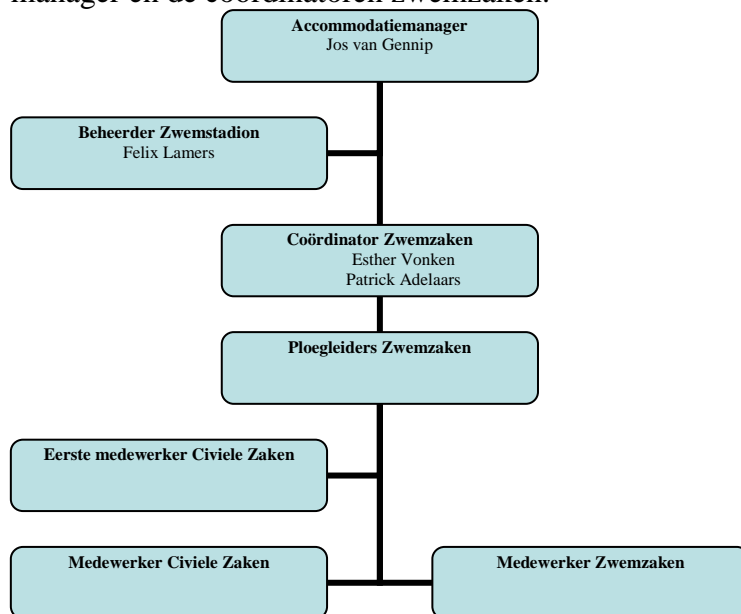 manager en de coördinatoren zwemzaken.
Accommodatiemanager
Jos van Gennip
Beheerder Zwemstadion
Felix Lamers
Coördinator Zwemzaken
Esther Vonken
Patrick Adelaars
Ploegleiders Zwemzaken
Eerste medewerker Civiele Zaken
Medewerker Civiele Zaken
Medewerker Zwemzaken